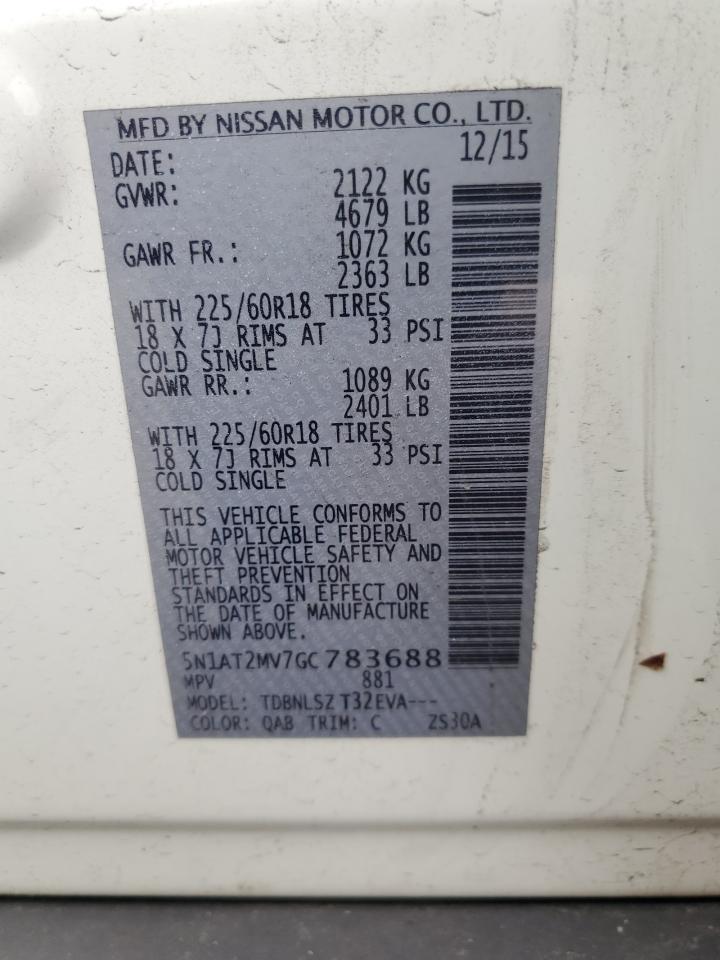 MFD BY NISSAN MOTOR CO., LTD.
DATE: 12/15
GVWR: 2122 KG
4679 LB
GAWR FR.: 1072 KG
2363 LB
WITH 225/60R18 TIRES
18 X 7J RIMS AT 33 PSI
COLD SINGLE
GAWR RR.: 1089 KG
2401 LB
WITH 225/60R18 TIRES
18 X 7J RIMS AT 33 PSI
COLD SINGLE
THIS VEHICLE CONFORMS TO
ALL APPLICABLE FEDERAL
MOTOR VEHICLE SAFETY AND
THEFT PREVENTION
STANDARDS IN EFFECT ON
THE DATE OF MANUFACTURE
SHOWN ABOVE.
5N1AT2MV7GC783688
MPV 881
MODEL: TDBNLSZ T32EVA---
COLOR: QAB TRIM: C ZS30A